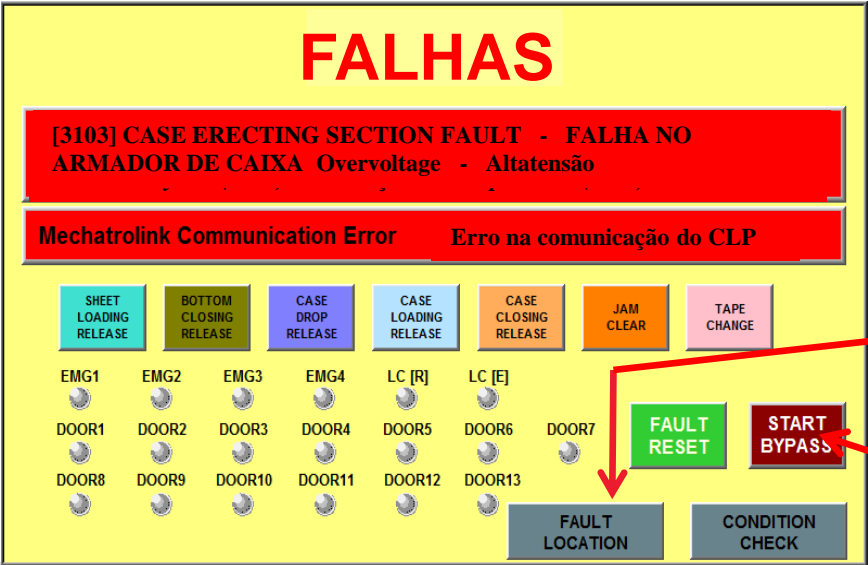 FALHAS
[3103] CASE ERECTING SECTION FAULT - FALHA NO
ARMADOR DE CAIXA Overvoltage - Altatensão
Mechatrolink Communication Error Erro na comunicação do CLP
SHEET
LOADING
RELEASE
BOTTOM
CLOSING
RELEASE
CASE
DROP
RELEASE
CASE
LOADING
RELEASE
CASE
CLOSING
RELEASE
JAM
CLEAR
TAPE
CHANGE
EMG1 EMG2 EMG3 EMG4 LC [R] LC [E]
DOOR1 DOOR2 DOOR3 DOOR4 DOOR5 DOOR6 DOOR7
FAULT
RESET
START
BYPASS
DOOR8 DOOR9 DOOR10 DOOR11 DOOR12 DOOR13
FAULT
LOCATION
CONDITION
CHECK